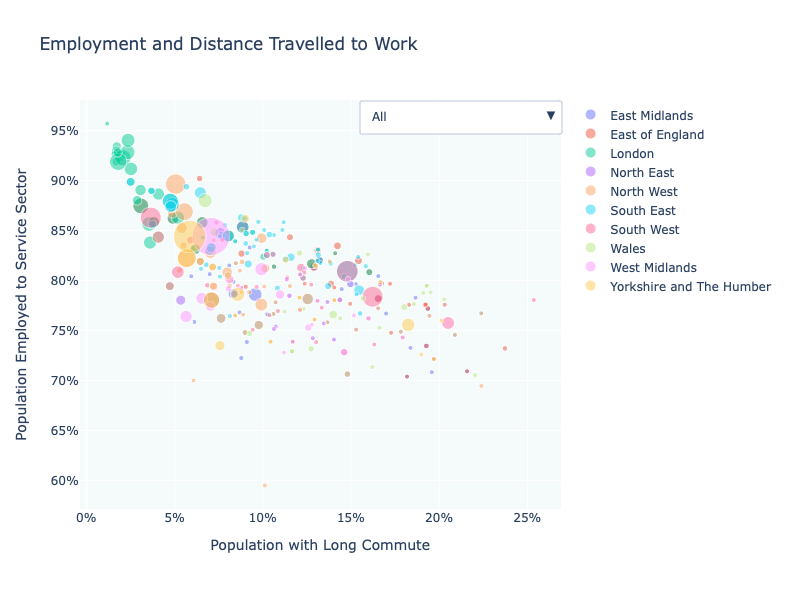 Employment and Distance Travelled to Work
All ▼
95%
90%
85%
80%
75%
70%
65%
60%
Population Employed to Service Sector
0% 5% 10% 15% 20% 25%
Population with Long Commute
East Midlands
East of England
London
North East
North West
South East
South West
Wales
West Midlands
Yorkshire and The Humber